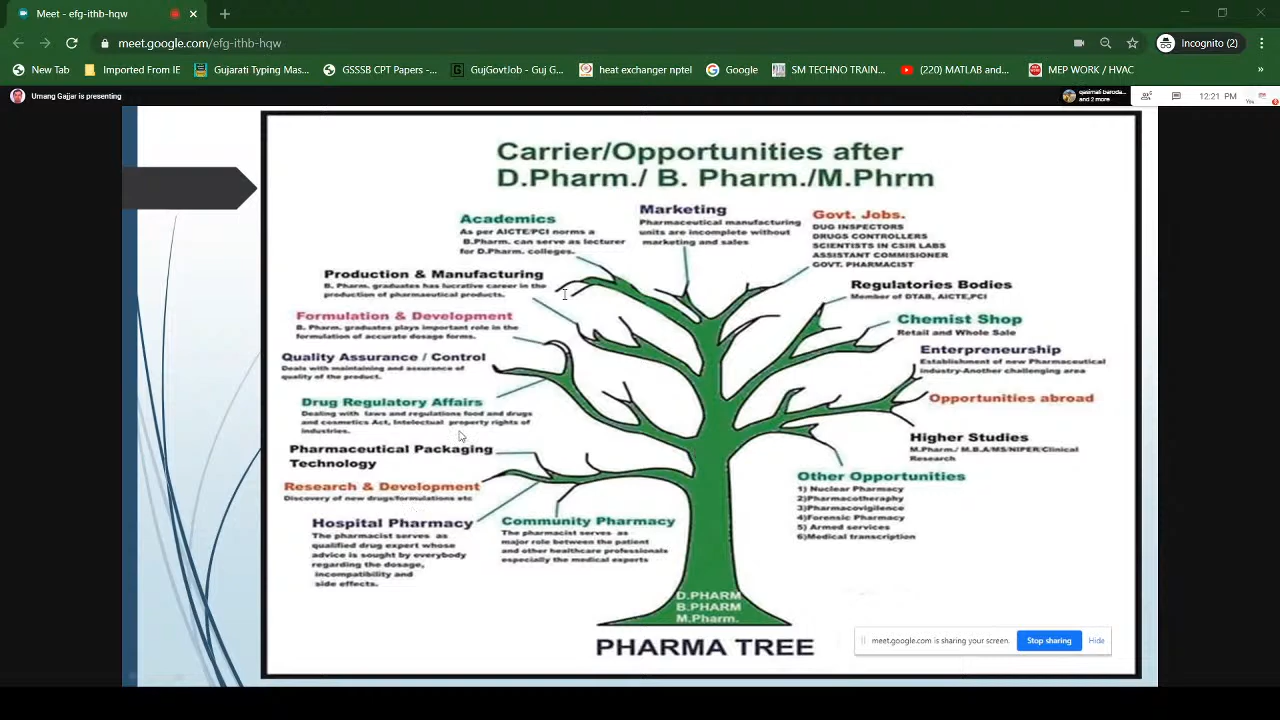 Meet - efg-ithb-hqw
meet.google.com/efg-ithb-hqw
Incognito (2)
New Tab
Imported From IE
Gujarati Typing Mas...
GSSSB CPT Papers -...
GujGovtJob - Guj G...
heat exchanger nptel
Google
SM TECHNO TRAIN...
(220) MATLAB and...
MEP WORK / HVAC
»
Umang Gajjar is presenting
qasimali baroda...
and 2 more
12:21 PM
You
Carrier/Opportunities after
D.Pharm./ B. Pharm./M.Phrm
Academics
As per AICTE/PCI norms a
B.Pharm. can serve as lecturer
for D.Pharm. colleges.
Marketing
Pharmaceutical manufacturing
units are incomplete without
marketing and sales
Govt. Jobs.
DUG INSPECTORS
DRUGS CONTROLLERS
SCIENTISTS IN CSIR LABS
ASSISTANT COMMISIONER
GOVT. PHARMACIST
Production & Manufacturing
B. Pharm. graduates has lucrative career in the
production of pharmaceutical products.
Regulatories Bodies
Member of DTAB, AICTE,PCI
Formulation & Development
B. Pharm. graduates plays important role in the
formulation of accurate dosage forms.
Chemist Shop
Retail and Whole Sale
Quality Assurance / Control
Deals with maintaining and assurance of
quality of the product.
Enterpreneurship
Establishment of new Pharmaceutical
industry-Another challenging area
Drug Regulatory Affairs
Dealing with laws and regulations food and drugs
and cosmetics Act, Intelectual property rights of
industries.
Opportunities abroad
Pharmaceutical Packaging
Technology
Higher Studies
M.Pharm./ M.B.A/MS/NIPER/Clinical
Research
Research & Development
Discovery of new drugs/formulations etc
Other Opportunities
1) Nuclear Pharmacy
2)Pharmacotheraphy
3)Pharmacovigilence
4)Forensic Pharmacy
5) Armed services
6)Medical transcription
Hospital Pharmacy
The pharmacist serves as
qualified drug expert whose
advice is sought by everybody
regarding the dosage,
incompatibility and
side effects.
Community Pharmacy
The pharmacist serves as
major role between the patient
and other healthcare professionals
especially the medical experts
D.PHARM
B.PHARM
M.Pharm.
PHARMA TREE
meet.google.com is sharing your screen.
Stop sharing
Hide